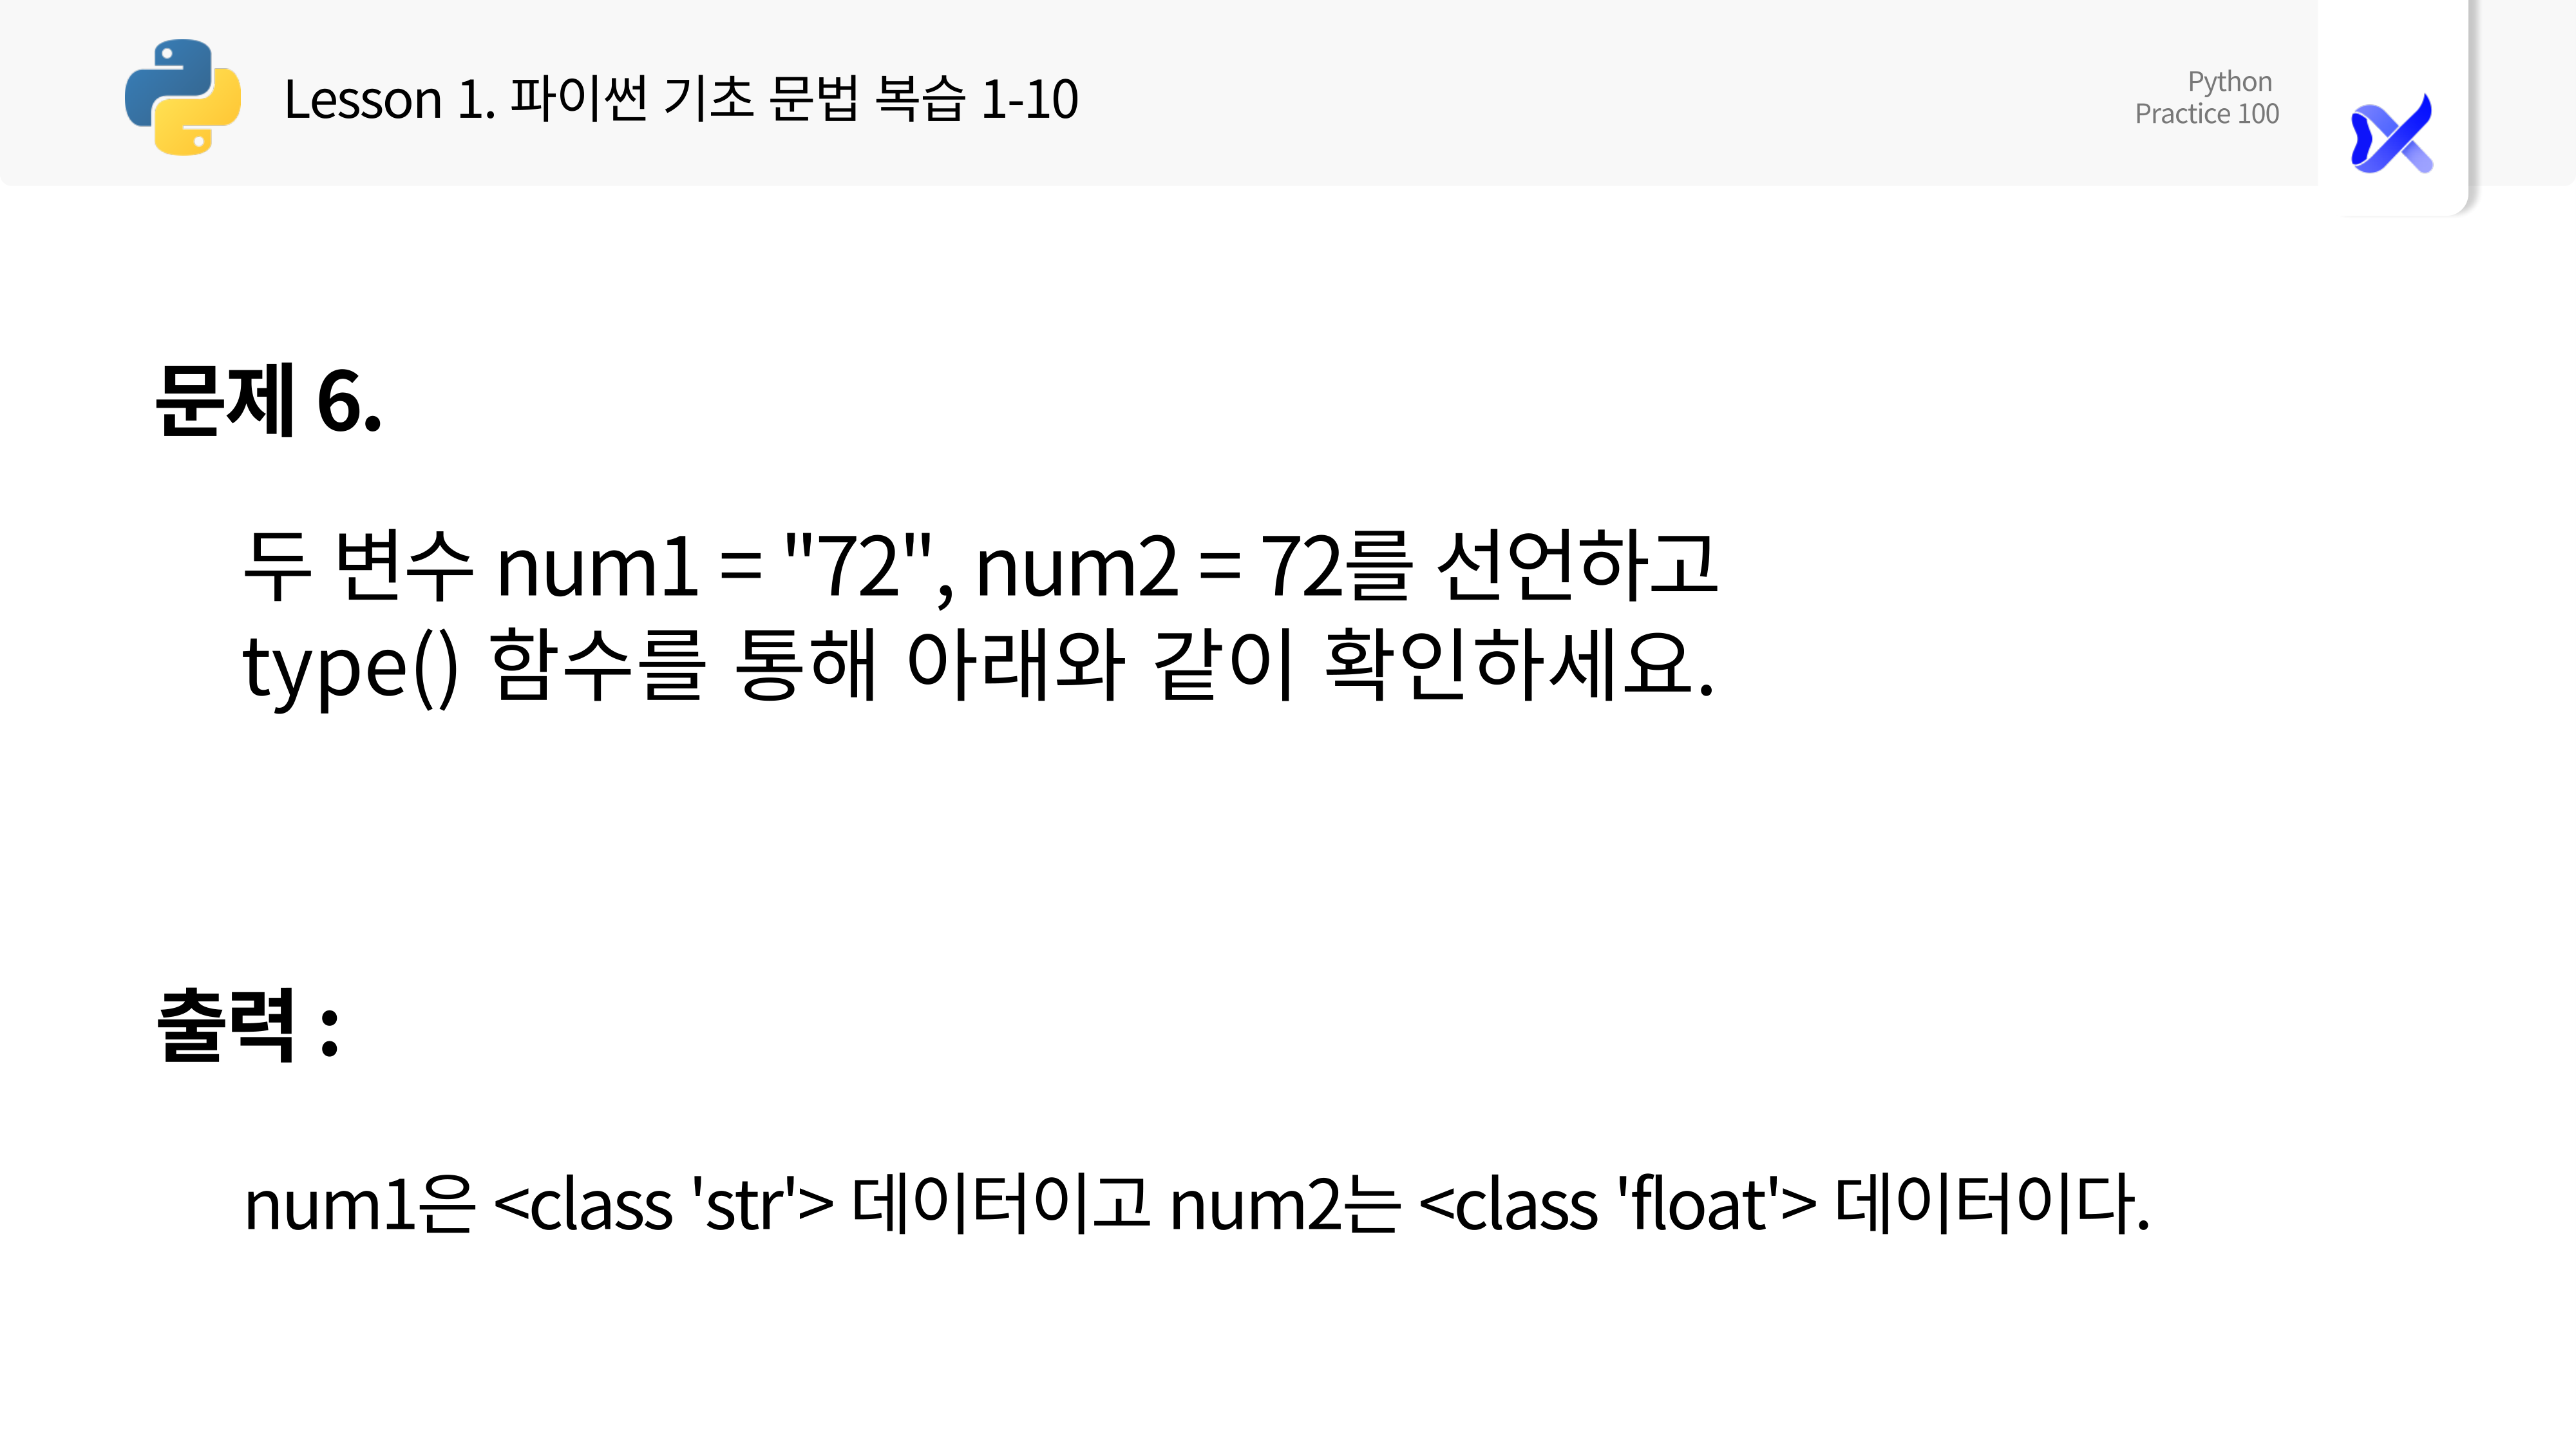 Lesson 1. 파이썬 기초 문법 복습 1-10
Python
Practice 100
문제 6.
두 변수 num1 = "72", num2 = 72를 선언하고
type() 함수를 통해 아래와 같이 확인하세요.
출력 :
num1은 <class 'str'> 데이터이고 num2는 <class 'float'> 데이터이다.